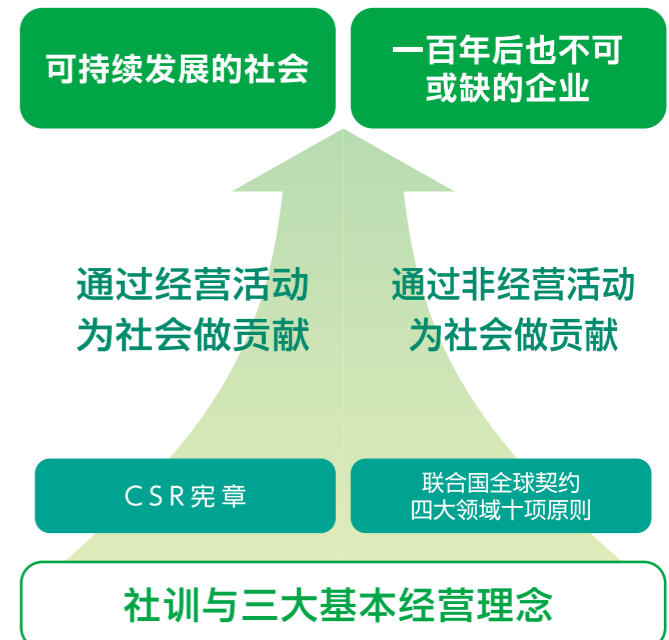 可持续发展的社会
一百年后也不可
或缺的企业
通过经营活动
为社会做贡献
通过非经营活动
为社会做贡献
CSR宪章
联合国全球契约
四大领域十项原则
社训与三大基本经营理念